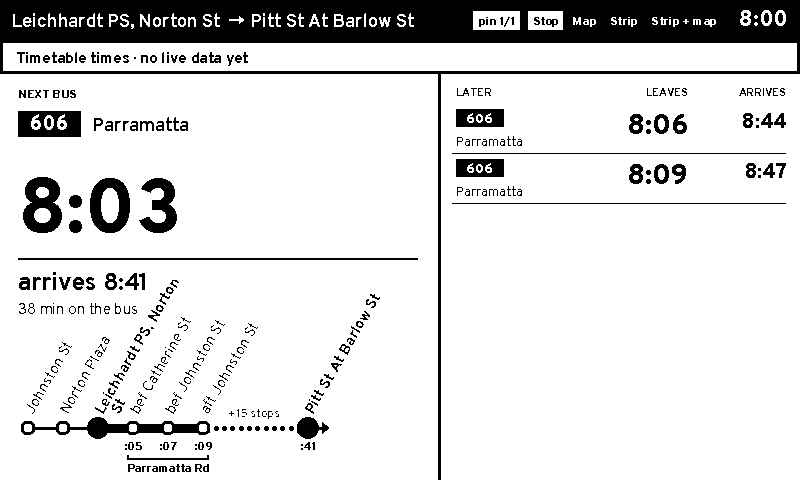 Leichhardt PS, Norton St → Pitt St At Barlow St
pin 1/1 Stop Map Strip Strip + map 8:00
Timetable times · no live data yet
NEXT BUS
606 Parramatta
8:03
arrives 8:41
38 min on the bus
Johnston St
Norton Plaza
Leichhardt PS, Norton
St
bef Catherine St
bef Johnston St
aft Johnston St
+15 stops
Pitt St At Barlow St
:05 :07 :09 :41
Parramatta Rd
LATER LEAVES ARRIVES
606 8:06 8:44
Parramatta
606 8:09 8:47
Parramatta